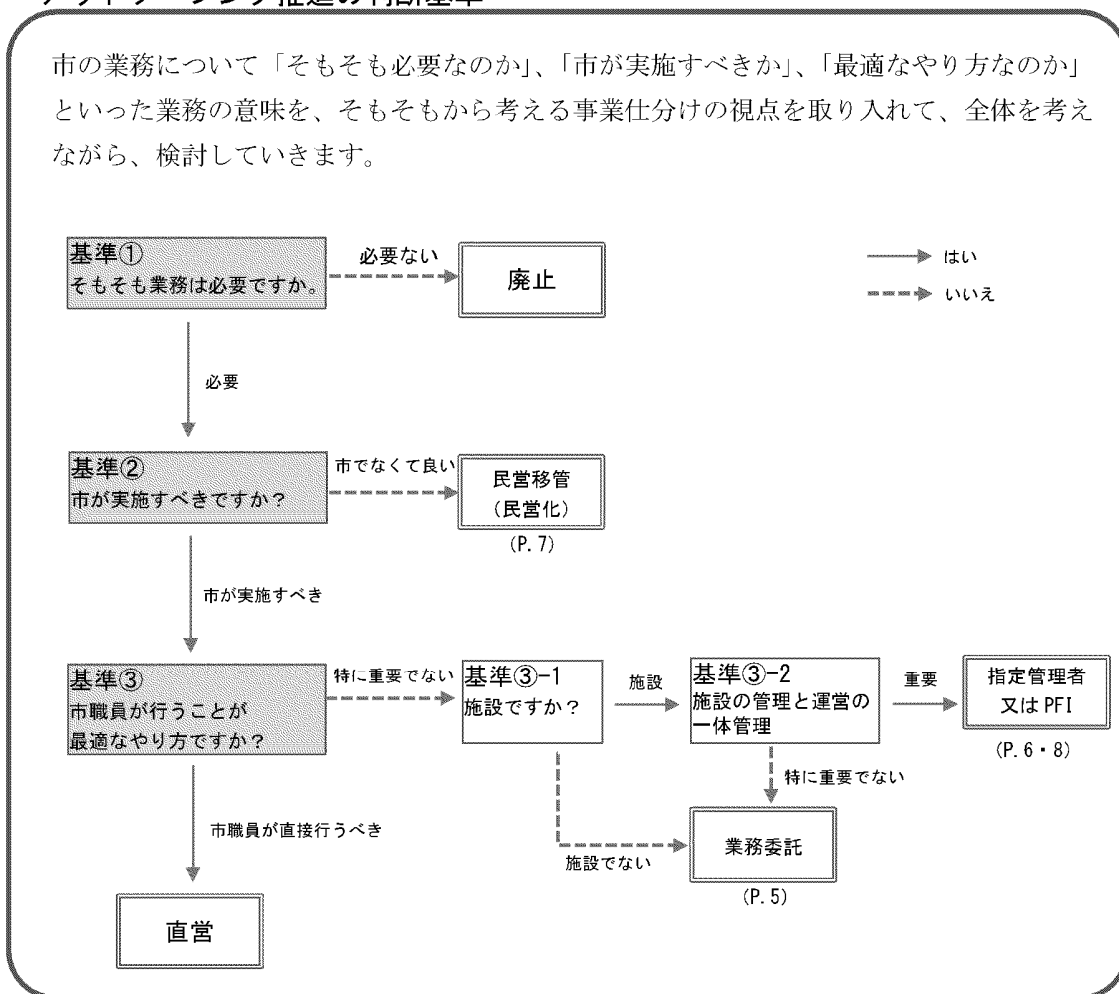 市の業務について「そもそも必要なのか」、「市が実施すべきか」、「最適なやり方なのか」
といった業務の意味を、そもそもから考える事業仕分けの視点を取り入れて、全体を考え
ながら、検討していきます。
基準①
そもそも業務は必要ですか。
必要ない
廃止
はい
いいえ
必要
基準②
市が実施すべきですか？
市でなくて良い
民営移管
（民営化）
(P. 7)
市が実施すべき
基準③
市職員が行うことが
最適なやり方ですか？
特に重要でない
基準③-1
施設ですか？
施設
基準③-2
施設の管理と運営の
一体管理
重要
指定管理者
又は PFI
(P. 6・8)
特に重要でない
市職員が直接行うべき
施設でない
業務委託
(P. 5)
直営